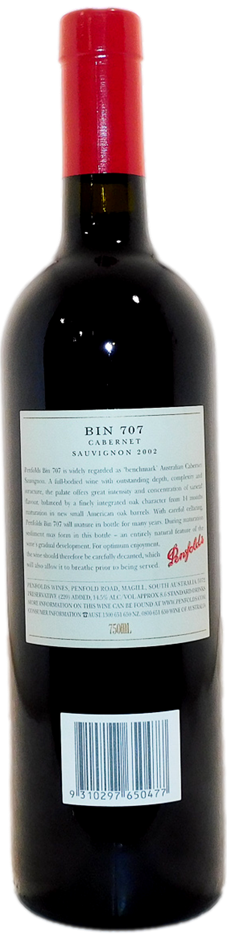 BIN 707
CABERNET
SAUVIGNON 2002
Penfolds Bin 707 is widely regarded as 'benchmark' Australian Cabernet
Sauvignon. A full-bodied wine with outstanding depth, complexity and
structure, the palate offers great intensity and concentration of varietal
flavour, balanced by a finely integrated oak character from 14 months
maturation in new small American oak barrels. With careful cellaring,
Penfolds Bin 707 will mature in bottle for many years. During maturation
sediment may form in this bottle – an entirely natural feature of the
wine's gradual development. For optimum enjoyment,
the wine should therefore be carefully decanted, which
will also allow it to breathe prior to being served.
Penfolds
PENFOLDS WINES, PENFOLD ROAD, MAGILL, SOUTH AUSTRALIA
PRESERVATIVE (220) ADDED, 14.5% ALC/VOL. APPROX. 8.6 STANDARD DRINKS
MORE INFORMATION ON THIS WINE CAN BE FOUND AT
CONSUMER INFORMATION WINE OF AUSTRALIA
750ML
9 310297 650477